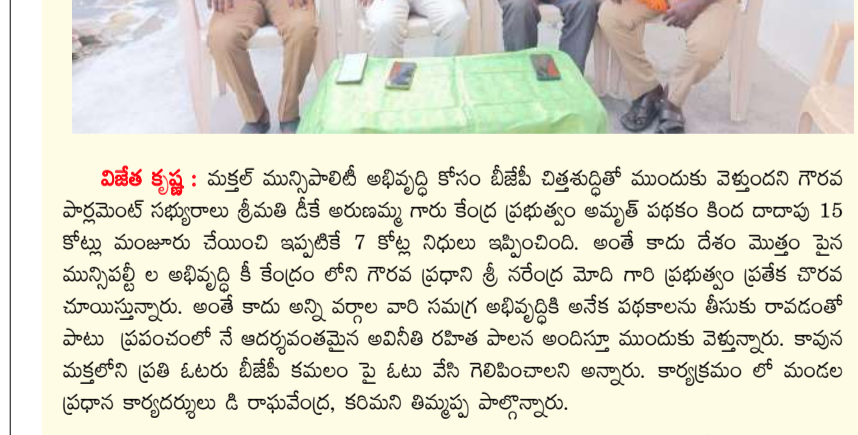 విజేత కృష్ణ : మక్తల్ మున్సిపాలిటీ అభివృద్ధి కోసం బీజేపీ చిత్తశుద్ధితో ముందుకు వెళ్తుందని గౌరవ
పార్లమెంట్ సభ్యురాలు శ్రీమతి డీకే అరుణమ్మ గారు కేంద్ర ప్రభుత్వం అమృత్ పథకం కింద దాదాపు 15
కోట్లు మంజూరు చేయించి ఇప్పటికే 7 కోట్ల నిధులు ఇప్పించింది. అంతే కాదు దేశం మొత్తం పైన
మున్సిపల్టీ ల అభివృద్ధి కీ కేంద్రం లోని గౌరవ ప్రధాని శ్రీ నరేంద్ర మోది గారి ప్రభుత్వం ప్రతేక చొరవ
చూయిస్తున్నారు. అంతే కాదు అన్ని వర్గాల వారి సమగ్ర అభివృద్ధికి అనేక పథకాలను తీసుకు రావడంతో
పాటు ప్రపంచంలో నే ఆదర్శవంతమైన అవినీతి రహిత పాలన అందిస్తూ ముందుకు వెళ్తున్నారు. కావున
మక్తలోని ప్రతి ఓటరు బీజేపీ కమలం పై ఓటు వేసి గెలిపించాలని అన్నారు. కార్యక్రమం లో మండల
ప్రధాన కార్యదర్శులు డి రాఘవేంద్ర, కరిమని తిమ్మప్ప పాల్గొన్నారు.